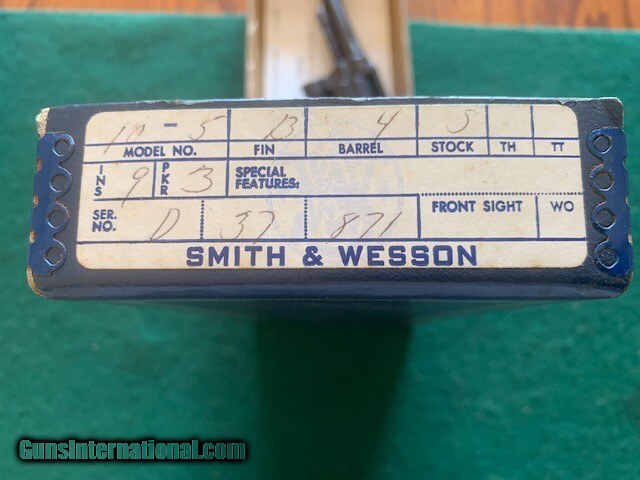 10-5 B 4 S
MODEL NO. FIN BARREL STOCK TH TT
INS 9 PKR 3 SPECIAL FEATURES:
SER. NO. D 37 871 FRONT SIGHT WO
SMITH & WESSON
GunsInternational.com